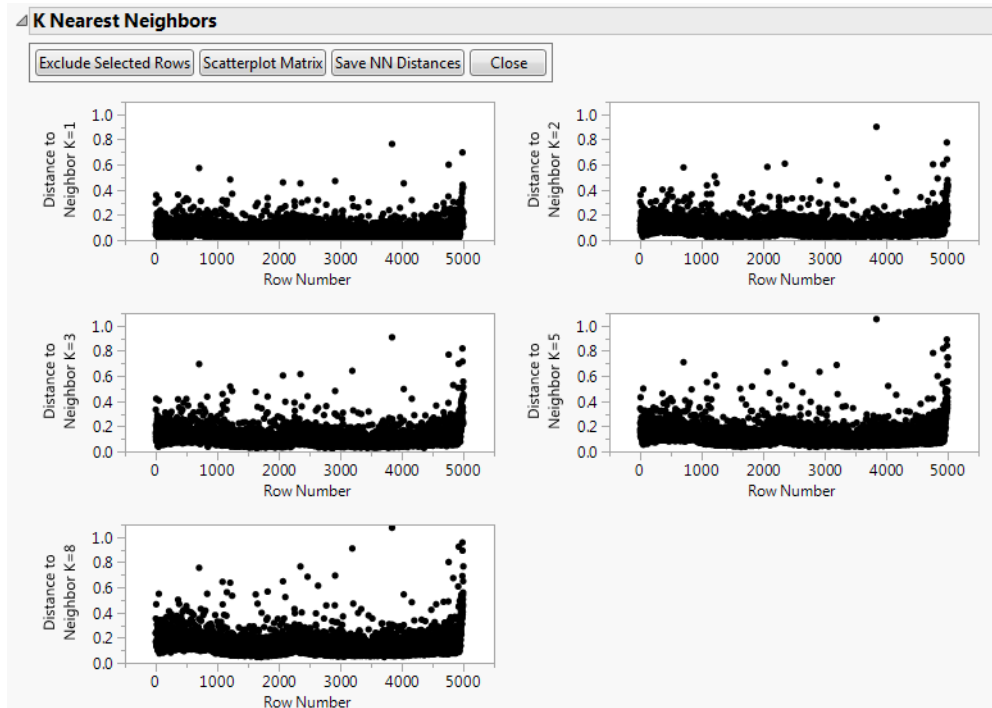 K Nearest Neighbors
Exclude Selected Rows Scatterplot Matrix Save NN Distances Close
Distance to
Neighbor K=1
1.0
0.8
0.6
0.4
0.2
0.0
0 1000 2000 3000 4000 5000
Row Number
Distance to
Neighbor K=2
1.0
0.8
0.6
0.4
0.2
0.0
0 1000 2000 3000 4000 5000
Row Number
Distance to
Neighbor K=3
1.0
0.8
0.6
0.4
0.2
0.0
0 1000 2000 3000 4000 5000
Row Number
Distance to
Neighbor K=5
1.0
0.8
0.6
0.4
0.2
0.0
0 1000 2000 3000 4000 5000
Row Number
Distance to
Neighbor K=8
1.0
0.8
0.6
0.4
0.2
0.0
0 1000 2000 3000 4000 5000
Row Number